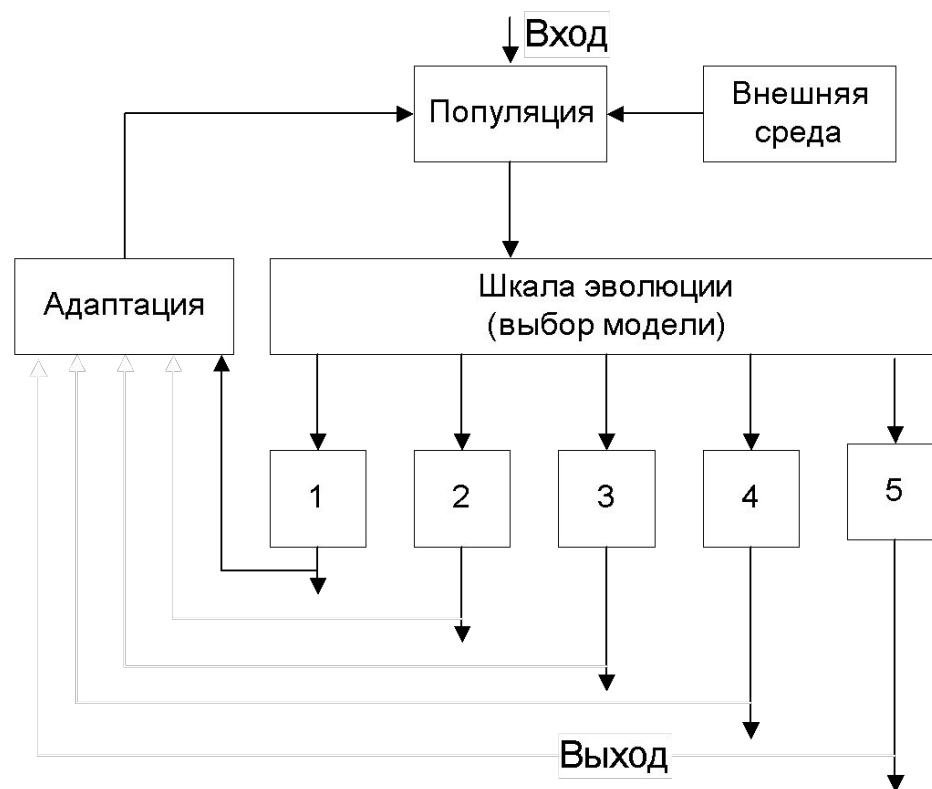 Вход
Популяция
Внешняя
среда
Адаптация
Шкала эволюции
(выбор модели)
1
2
3
4
5
Выход